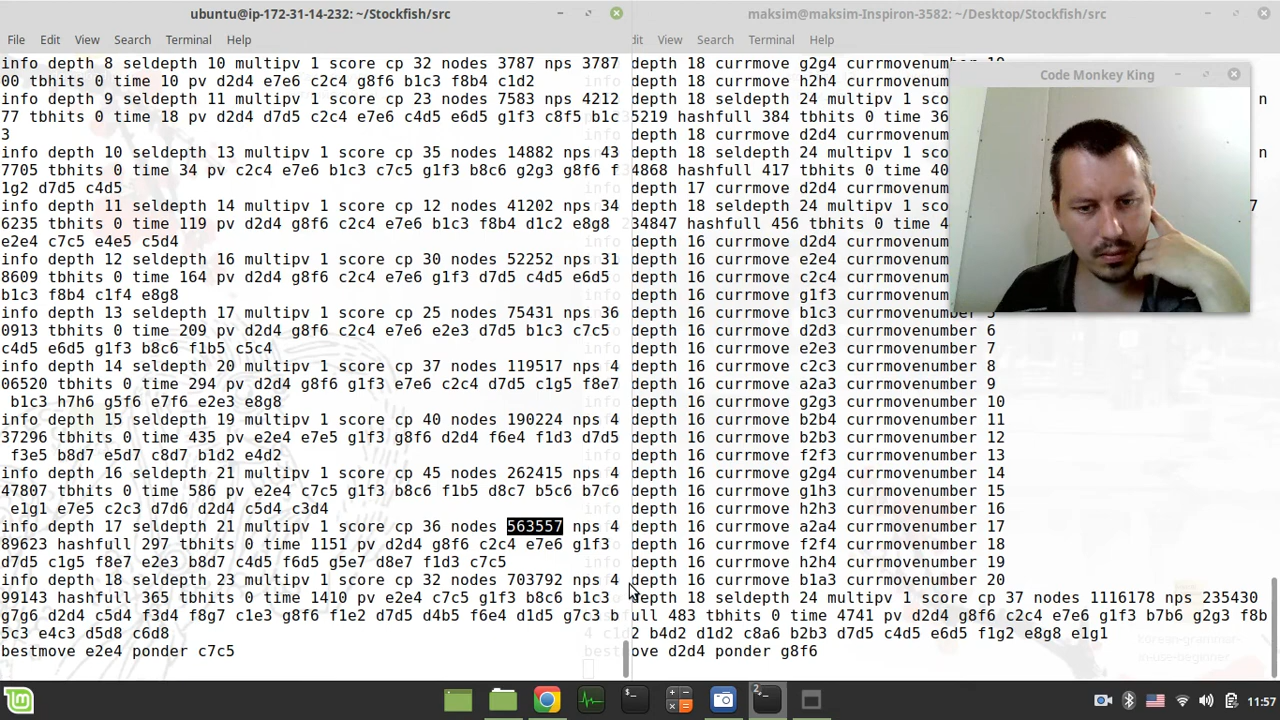 ubuntu@ip-172-31-14-232: ~/Stockfish/src
File Edit View Search Terminal Help
info depth 8 seldepth 10 multipv 1 score cp 32 nodes 3787 nps 3787
00 tbhits 0 time 10 pv d2d4 e7e6 c2c4 g8f6 b1c3 f8b4 c1d2
info depth 9 seldepth 11 multipv 1 score cp 23 nodes 7583 nps 4212
77 tbhits 0 time 18 pv d2d4 d7d5 c2c4 e7e6 c4d5 e6d5 g1f3 c8f5 b1c
3
info depth 10 seldepth 13 multipv 1 score cp 35 nodes 14882 nps 43
7705 tbhits 0 time 34 pv c2c4 e7e6 b1c3 c7c5 g1f3 b8c6 g2g3 g8f6 f
1g2 d7d5 c4d5
info depth 11 seldepth 14 multipv 1 score cp 12 nodes 41202 nps 34
6235 tbhits 0 time 119 pv d2d4 g8f6 c2c4 e7e6 b1c3 f8b4 d1c2 e8g8
e2e4 c7c5 e4e5 c5d4
info depth 12 seldepth 16 multipv 1 score cp 30 nodes 52252 nps 31
8609 tbhits 0 time 164 pv d2d4 g8f6 c2c4 e7e6 g1f3 d7d5 c4d5 e6d5
b1c3 f8b4 c1f4 e8g8
info depth 13 seldepth 17 multipv 1 score cp 25 nodes 75431 nps 36
0913 tbhits 0 time 209 pv d2d4 g8f6 c2c4 e7e6 e2e3 d7d5 b1c3 c7c5
c4d5 e6d5 g1f3 b8c6 f1b5 c5c4
info depth 14 seldepth 20 multipv 1 score cp 37 nodes 119517 nps 4
06520 tbhits 0 time 294 pv d2d4 g8f6 g1f3 e7e6 c2c4 d7d5 c1g5 f8e7
b1c3 h7h6 g5f6 e7f6 e2e3 e8g8
info depth 15 seldepth 19 multipv 1 score cp 40 nodes 190224 nps 4
37296 tbhits 0 time 435 pv e2e4 e7e5 g1f3 g8f6 d2d4 f6e4 f1d3 d7d5
f3e5 b8d7 e5d7 c8d7 b1d2 e4d2
info depth 16 seldepth 21 multipv 1 score cp 45 nodes 262415 nps 4
47807 tbhits 0 time 586 pv e2e4 c7c5 g1f3 b8c6 f1b5 d8c7 b5c6 b7c6
e1g1 e7e5 c2c3 d7d6 d2d4 c5d4 c3d4
info depth 17 seldepth 21 multipv 1 score cp 36 nodes 563557 nps 4
89623 hashfull 297 tbhits 0 time 1151 pv d2d4 g8f6 c2c4 e7e6 g1f3
d7d5 c1g5 f8e7 e2e3 b8d7 c4d5 f6d5 g5e7 d8e7 f1d3 c7c5
info depth 18 seldepth 23 multipv 1 score cp 32 nodes 703792 nps 4
99143 hashfull 365 tbhits 0 time 1410 pv e2e4 c7c5 g1f3 b8c6 b1c3
g7g6 d2d4 c5d4 f3d4 f8g7 c1e3 g8f6 f1e2 d7d5 d4b5 f6e4 d1d5 g7c3 b
5c3 e4c3 d5d8 c6d8
bestmove e2e4 ponder c7c5
maksim@maksim-Inspiron-3582: ~/Desktop/Stockfish/src
dit View Search Terminal Help
depth 18 currmove g2g4 currmovenumber
depth 18 currmove h2h4 currmovenumbe
depth 18 seldepth 24 multipv 1 sco n
5219 hashfull 384 tbhits 0 time 36
depth 18 currmove d2d4 currmovenum
depth 18 seldepth 24 multipv 1 sco n
4868 hashfull 417 tbhits 0 time 40
depth 17 currmove d2d4 currmovenum
depth 18 seldepth 24 multipv 1 sco 7
234847 hashfull 456 tbhits 0 time 4
depth 16 currmove d2d4 currmovenum
depth 16 currmove e2e4 currmovenum
depth 16 currmove c2c4 currmovenum
depth 16 currmove g1f3 currmovenum
depth 16 currmove b1c3 currmovenumber 5
depth 16 currmove d2d3 currmovenumber 6
depth 16 currmove e2e3 currmovenumber 7
depth 16 currmove c2c3 currmovenumber 8
depth 16 currmove a2a3 currmovenumber 9
depth 16 currmove g2g3 currmovenumber 10
depth 16 currmove b2b4 currmovenumber 11
depth 16 currmove b2b3 currmovenumber 12
depth 16 currmove f2f3 currmovenumber 13
depth 16 currmove g2g4 currmovenumber 14
depth 16 currmove g1h3 currmovenumber 15
depth 16 currmove h2h3 currmovenumber 16
depth 16 currmove a2a4 currmovenumber 17
depth 16 currmove f2f4 currmovenumber 18
depth 16 currmove h2h4 currmovenumber 19
depth 16 currmove b1a3 currmovenumber 20
depth 18 seldepth 24 multipv 1 score cp 37 nodes 1116178 nps 235430
ull 483 tbhits 0 time 4741 pv d2d4 g8f6 c2c4 e7e6 g1f3 b7b6 g2g3 f8b
2 b4d2 d1d2 c8a6 b2b3 d7d5 c4d5 e6d5 f1g2 e8g8 e1g1
ove d2d4 ponder g8f6
Code Monkey King
11:57